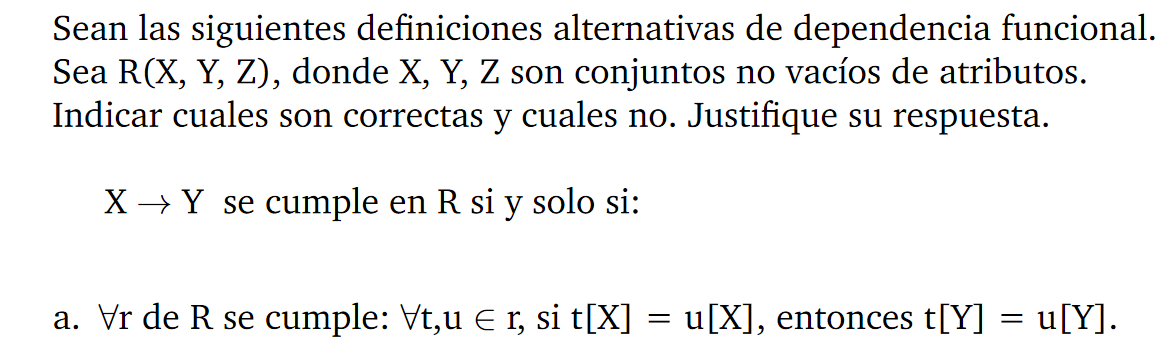 Sean las siguientes definiciones alternativas de dependencia funcional.
Sea R(X, Y, Z), donde X, Y, Z son conjuntos no vacíos de atributos.
Indicar cuales son correctas y cuales no. Justifique su respuesta.
X → Y se cumple en R si y solo si:
a. ∀r de R se cumple: ∀t,u ∈ r, si t[X] = u[X], entonces t[Y] = u[Y].